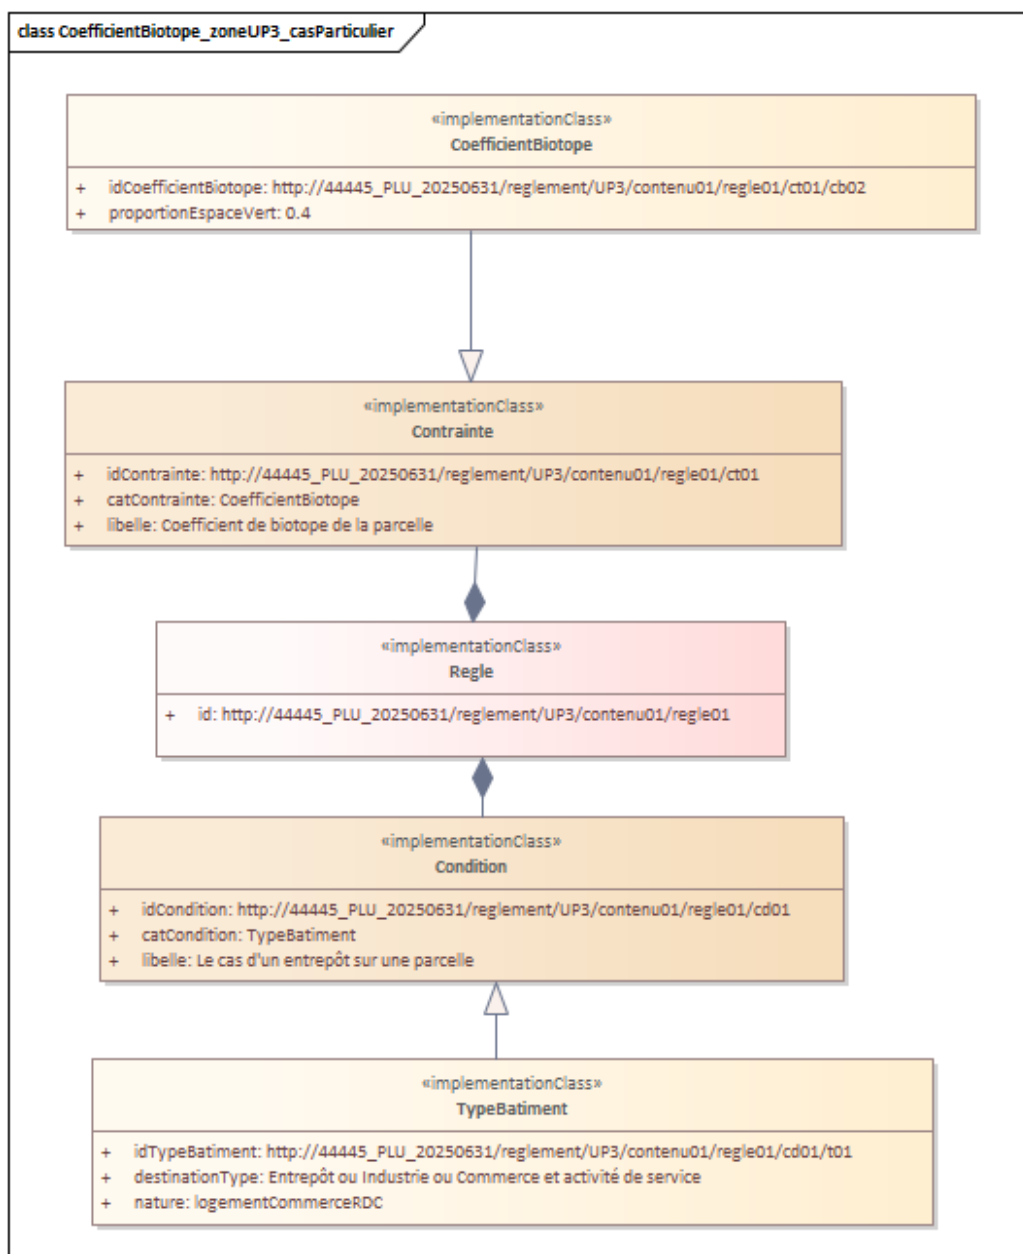 class CoefficientBiotope_zoneUP3_casParticulier
«implementationClass»
CoefficientBiotope
+ idCoefficientBiotope: http://44445_PLU_20250631/reglement/UP3/contenu01/regle01/ct01/cb02
+ proportionEspaceVert: 0.4
«implementationClass»
Contrainte
+ idContrainte: http://44445_PLU_20250631/reglement/UP3/contenu01/regle01/ct01
+ catContrainte: CoefficientBiotope
+ libelle: Coefficient de biotope de la parcelle
«implementationClass»
Regle
+ id: http://44445_PLU_20250631/reglement/UP3/contenu01/regle01
«implementationClass»
Condition
+ idCondition: http://44445_PLU_20250631/reglement/UP3/contenu01/regle01/cd01
+ catCondition: TypeBatiment
+ libelle: Le cas d'un entrepôt sur une parcelle
«implementationClass»
TypeBatiment
+ idTypeBatiment: http://44445_PLU_20250631/reglement/UP3/contenu01/regle01/cd01/t01
+ destinationType: Entrepôt ou Industrie ou Commerce et activité de service
+ nature: logementCommerceRDC